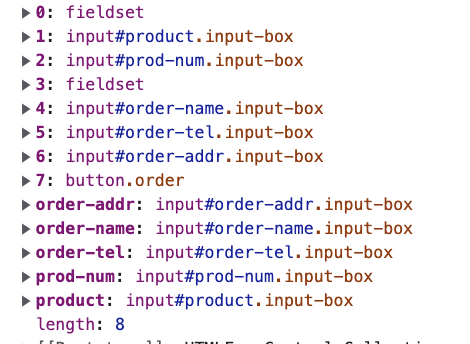 ▶ 0: fieldset
▶ 1: input#product.input-box
▶ 2: input#prod-num.input-box
▶ 3: fieldset
▶ 4: input#order-name.input-box
▶ 5: input#order-tel.input-box
▶ 6: input#order-addr.input-box
▶ 7: button.order
▶ order-addr: input#order-addr.input-box
▶ order-name: input#order-name.input-box
▶ order-tel: input#order-tel.input-box
▶ prod-num: input#prod-num.input-box
▶ product: input#product.input-box
length: 8